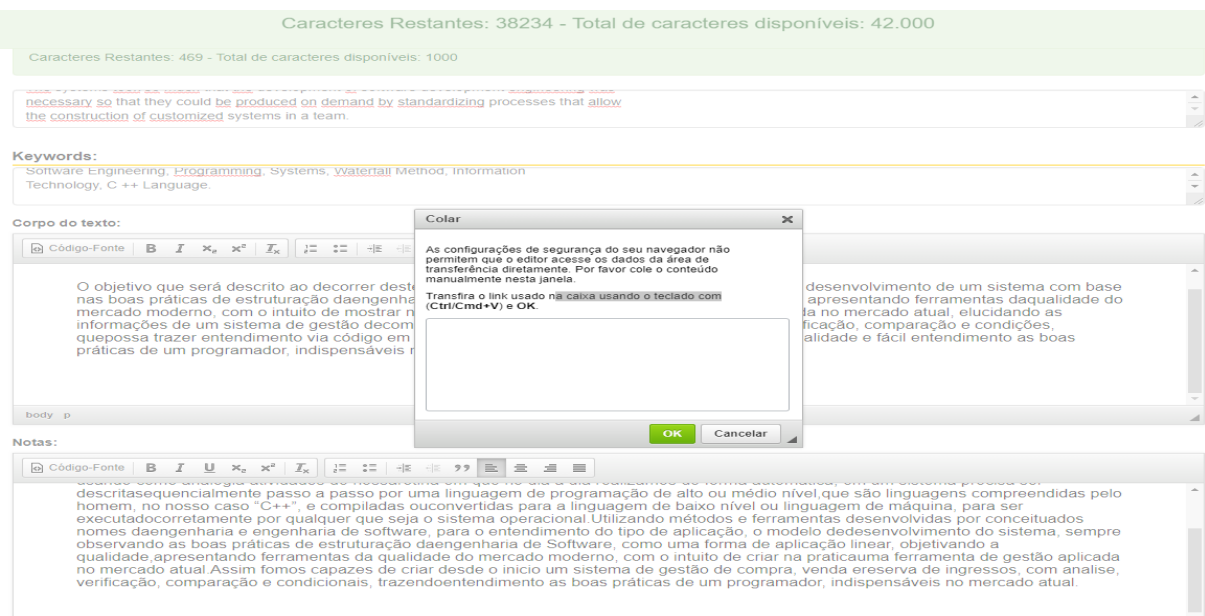 Caracteres Restantes: 38234 - Total de caracteres disponíveis: 42.000
Caracteres Restantes: 469 - Total de caracteres disponíveis: 1000
necessary so that they could be produced on demand by standardizing processes that allow
the construction of customized systems in a team.
Keywords:
Software Engineering, Programming, Systems, Waterfall Method, Information
Technology, C ++ Language.
Corpo do texto:
Código-Fonte
Colar
As configurações de segurança do seu navegador não
permitem que o editor acesse os dados da área de
transferência diretamente. Por favor cole o conteúdo
manualmente nesta janela.
Transfira o link usado na caixa usando o teclado com
(Ctrl/Cmd+V) e OK.
OK Cancelar
O objetivo que será descrito ao decorrer deste desenvolvimento de um sistema com base
nas boas práticas de estruturação daengenha apresentando ferramentas daqualidade do
mercado moderno, com o intuito de mostrar n da no mercado atual, elucidando as
informações de um sistema de gestão decom ficação, comparação e condições,
quepossa trazer entendimento via código em alidade e fácil entendimento as boas
práticas de um programador, indispensáveis
body p
Notas:
Código-Fonte
descritasequencialmente passo a passo por uma linguagem de programação de alto ou médio nível,que são linguagens compreendidas pelo
homem, no nosso caso “C++”, e compiladas ouconvertidas para a linguagem de baixo nível ou linguagem de máquina, para ser
executadocorretamente por qualquer que seja o sistema operacional.Utilizando métodos e ferramentas desenvolvidas por conceituados
nomes daengenharia e engenharia de software, para o entendimento do tipo de aplicação, o modelo dedesenvolvimento do sistema, sempre
observando as boas práticas de estruturação daengenharia de Software, como uma forma de aplicação linear, objetivando a
qualidade,apresentando ferramentas da qualidade do mercado moderno, com o intuito de criar na praticauma ferramenta de gestão aplicada
no mercado atual.Assim fomos capazes de criar desde o inicio um sistema de gestão de compra, venda ereserva de ingressos, com analise,
verificação, comparação e condicionais, trazendoentendimento as boas práticas de um programador, indispensáveis no mercado atual.